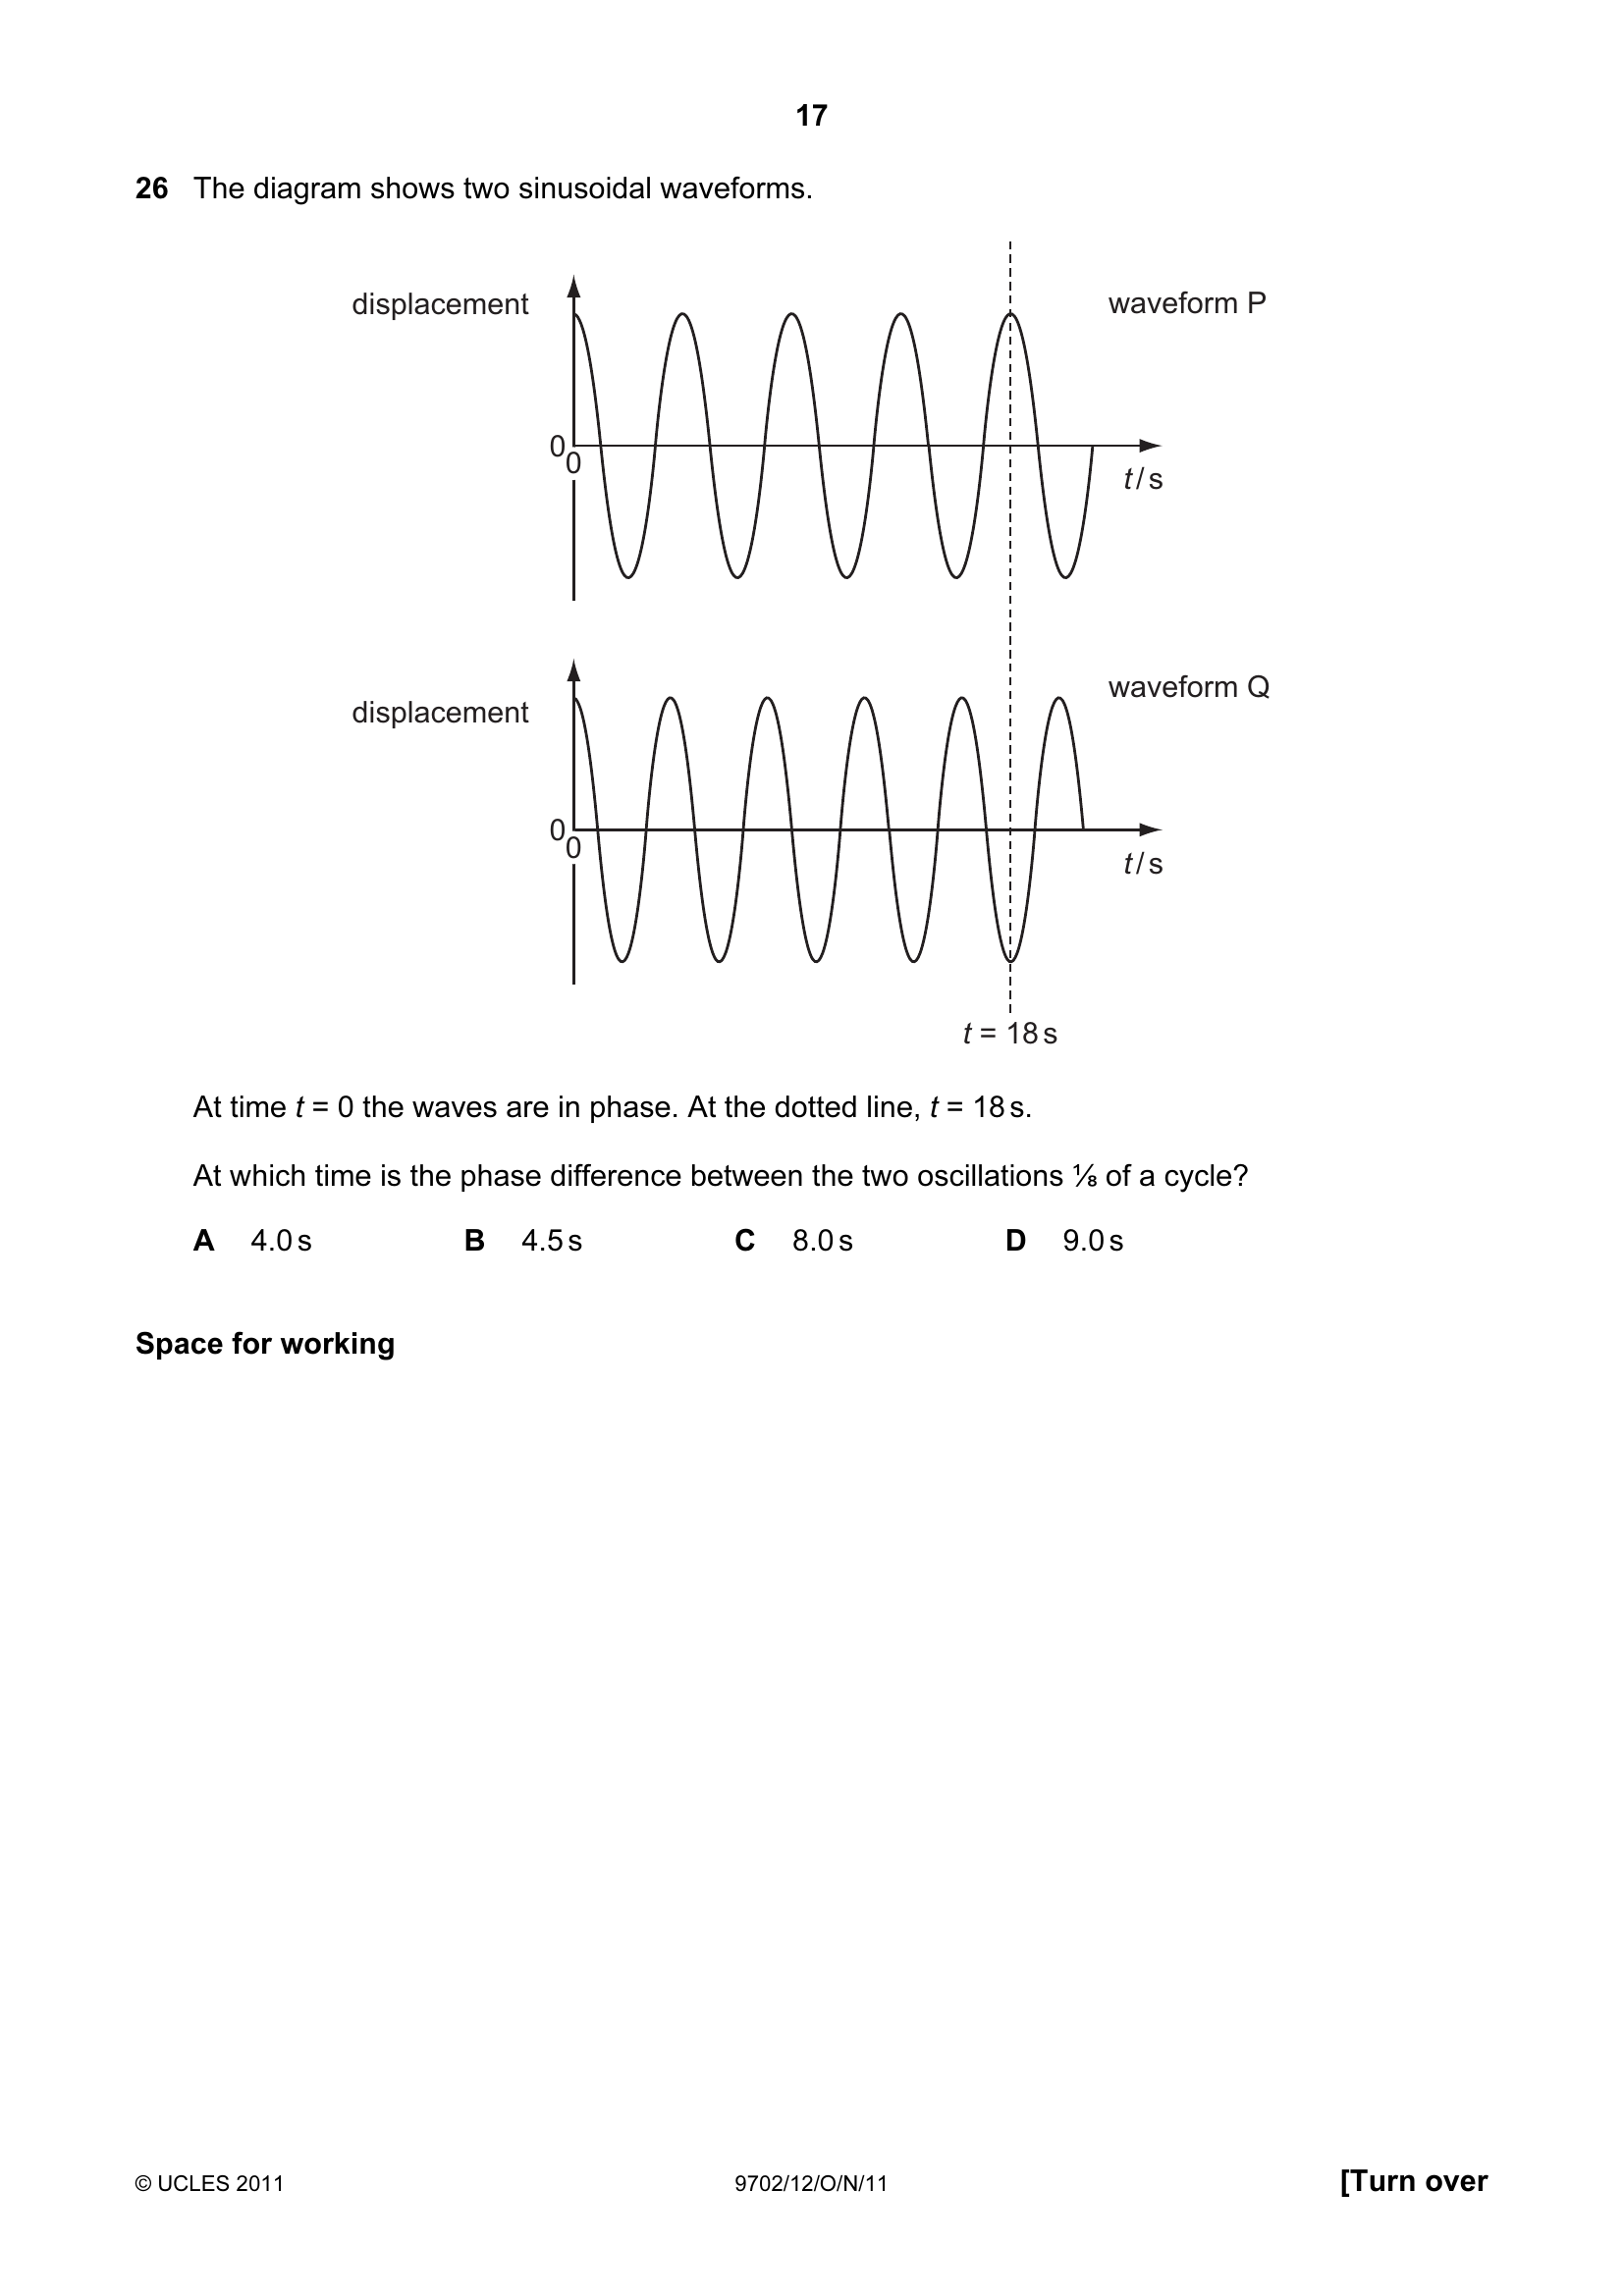 17
26 The diagram shows two sinusoidal waveforms.
displacement
waveform P
0
0
t / s
displacement
waveform Q
0
0
t / s
t = 18 s
At time t = 0 the waves are in phase. At the dotted line, t = 18 s.
At which time is the phase difference between the two oscillations ⅛ of a cycle?
A 4.0 s B 4.5 s C 8.0 s D 9.0 s
Space for working
© UCLES 2011 9702/12/O/N/11 [Turn over